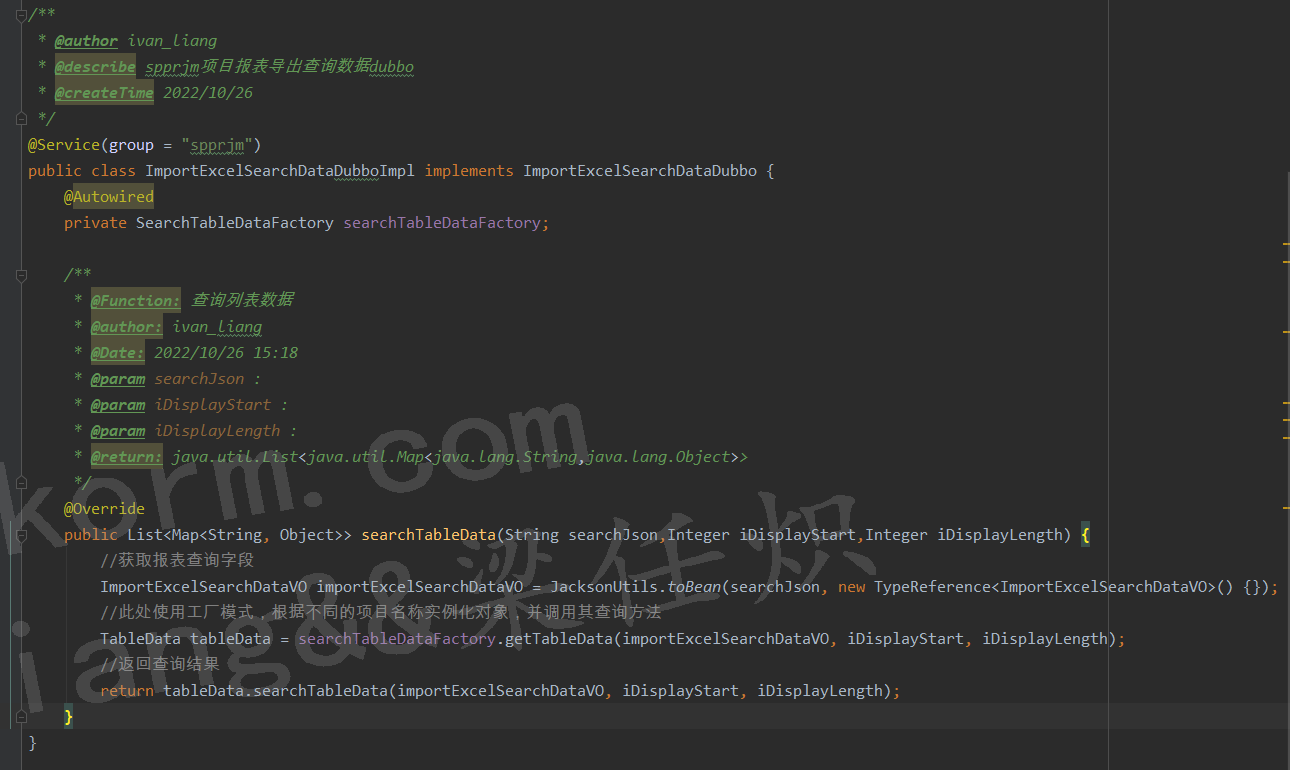 /**
* @author ivan_liang
* @describe spprjm项目报表导出查询数据dubbo
* @createTime 2022/10/26
*/
@Service(group = "spprjm")
public class ImportExcelSearchDataDubboImpl implements ImportExcelSearchDataDubbo {
@Autowired
private SearchTableDataFactory searchTableDataFactory;
/**
* @Function: 查询列表数据
* @author: ivan_liang
* @Date: 2022/10/26 15:18
* @param searchJson :
* @param iDisplayStart :
* @param iDisplayLength :
* @return: java.util.List<java.util.Map<java.lang.String,java.lang.Object>>
*/
@Override
public List<Map<String, Object>> searchTableData(String searchJson,Integer iDisplayStart,Integer iDisplayLength) {
//获取报表查询字段
ImportExcelSearchDataVO importExcelSearchDataVO = JacksonUtils.toBean(searchJson, new TypeReference<ImportExcelSearchDataVO>() {});
//此处使用工厂模式，根据不同的项目名称实例化对象，并调用其查询方法
TableData tableData = searchTableDataFactory.getTableData(importExcelSearchDataVO, iDisplayStart, iDisplayLength);
//返回查询结果
return tableData.searchTableData(importExcelSearchDataVO, iDisplayStart, iDisplayLength);
}
}
korm. com
iang&&梁任炽